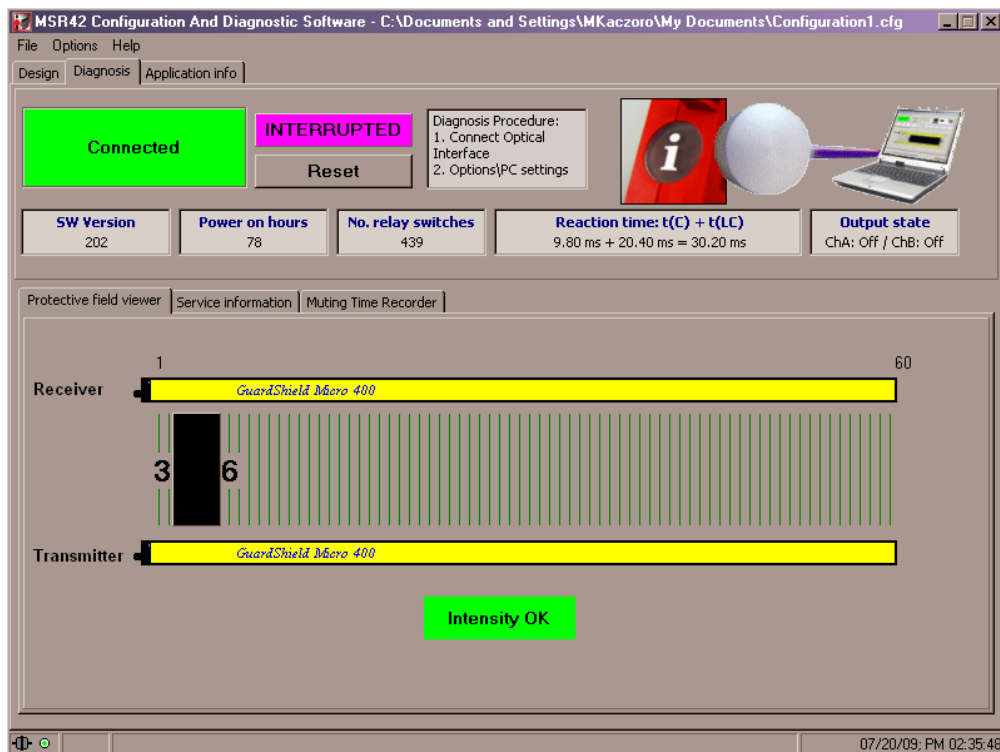 MSR42 Configuration And Diagnostic Software - C:\Documents and Settings\MKaczoro\My Documents\Configuration1.cfg
File Options Help
Design Diagnosis Application info
Connected
INTERRUPTED
Reset
Diagnosis Procedure:
1. Connect Optical
Interface
2. Options\PC settings
i
SW Version
202
Power on hours
78
No. relay switches
439
Reaction time: t(C) + t(LC)
9.80 ms + 20.40 ms = 30.20 ms
Output state
ChA: Off / ChB: Off
Protective field viewer Service information Muting Time Recorder
1 60
Receiver GuardShield Micro 400
3 6
Transmitter GuardShield Micro 400
Intensity OK
07/20/09; PM 02:35:48